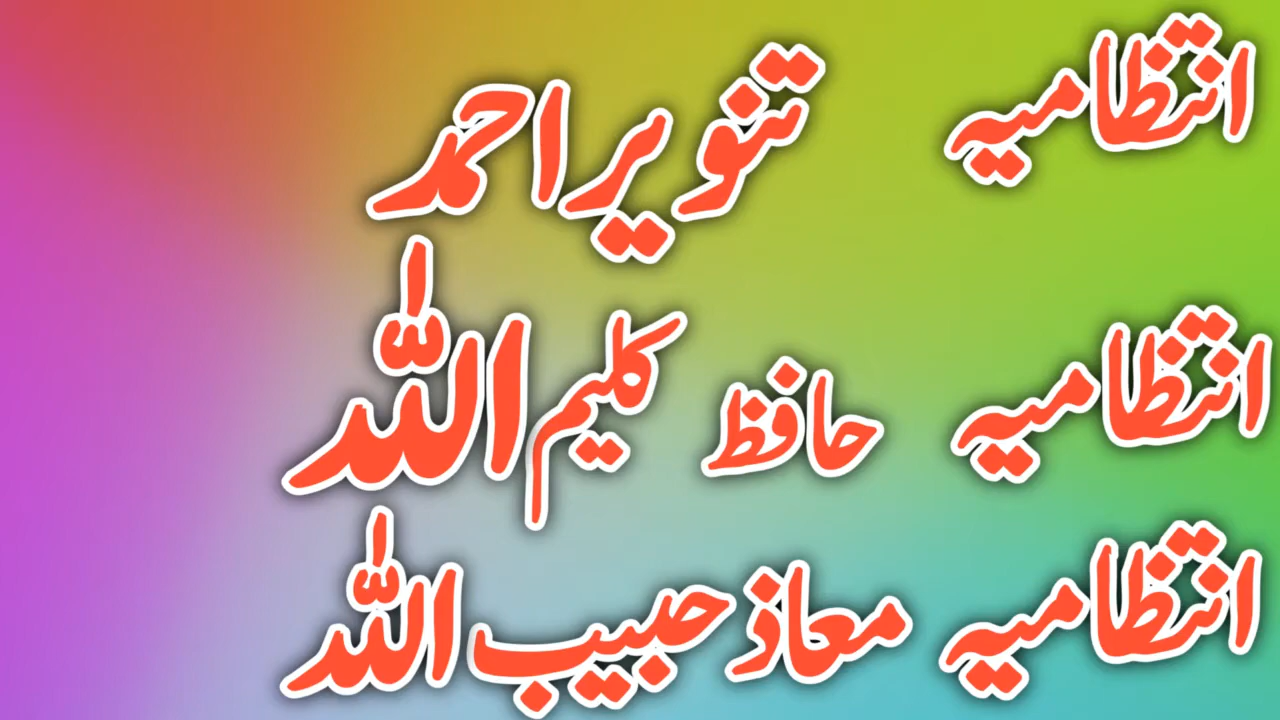 انتظامیہ تنویر احمد
انتظامیہ حافظ کلیم اللہ
انتظامیہ معاذ حبیب اللہ